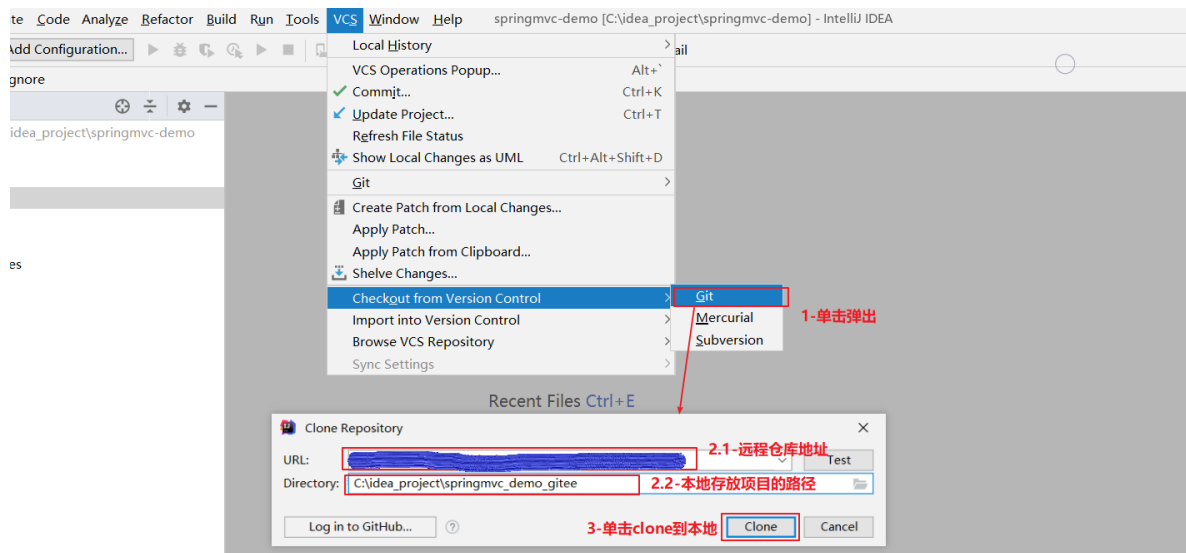 te Code Analyze Refactor Build Run Tools VCS Window Help springmvc-demo [C:\idea_project\springmvc-demo] - IntelliJ IDEA
Add Configuration...
Local History
ail
gnore
VCS Operations Popup... Alt+`
Commit... Ctrl+K
Update Project... Ctrl+T
idea_project\springmvc-demo
Refresh File Status
Show Local Changes as UML Ctrl+Alt+Shift+D
Git
Create Patch from Local Changes...
Apply Patch...
Apply Patch from Clipboard...
es
Shelve Changes...
Checkout from Version Control
Git
1-单击弹出
Import into Version Control
Mercurial
Browse VCS Repository
Subversion
Sync Settings
Recent Files Ctrl+E
Clone Repository
2.1-远程仓库地址
URL:
Test
Directory: C:\idea_project\springmvc_demo_gitee 2.2-本地存放项目的路径
Log in to GitHub... ? 3-单击clone到本地 Clone Cancel